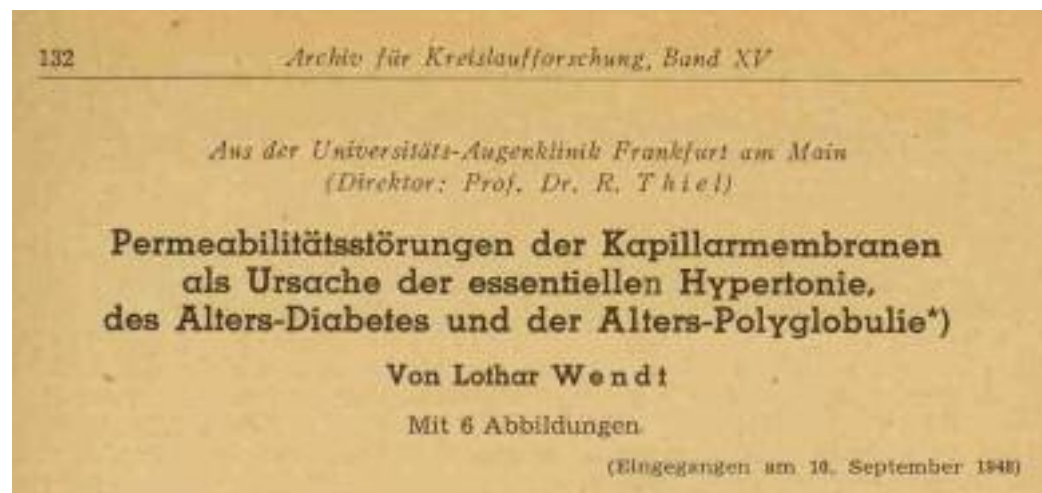 132 Archiv für Kreislaufforschung, Band XV
Aus der Universitäts-Augenklinik Frankfurt am Main
(Direktor: Prof. Dr. R. Thiel)
Permeabilitätsstörungen der Kapillarmembranen
als Ursache der essentiellen Hypertonie,
des Alters-Diabetes und der Alters-Polyglobulie*)
Von Lothar Wendt
Mit 6 Abbildungen
(Eingegangen am 10. September 1948)